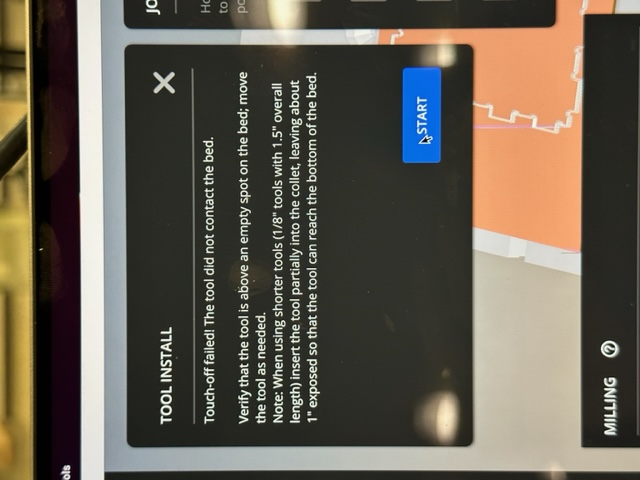 ols
TOOL INSTALL
Touch-off failed! The tool did not contact the bed.
Verify that the tool is above an empty spot on the bed; move
the tool as needed.
Note: When using shorter tools (1/8" tools with 1.5" overall
length) insert the tool partially into the collet, leaving about
1" exposed so that the tool can reach the bottom of the bed.
START
JO
Ho
to
po
MILLING ?